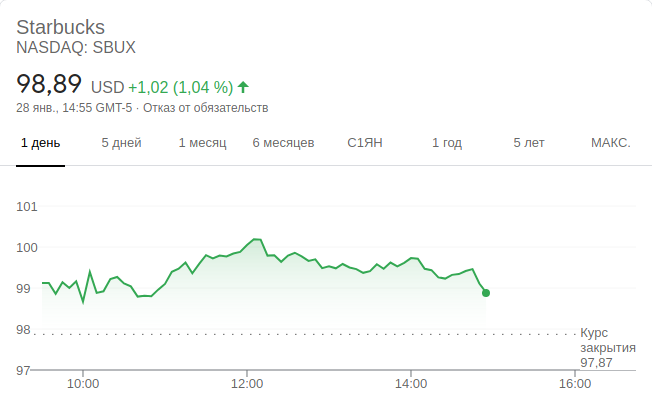 Starbucks
NASDAQ: SBUX
98,89 USD +1,02 (1,04 %)
28 янв., 14:55 GMT-5 · Отказ от обязательств
1 день 5 дней 1 месяц 6 месяцев С1ЯН 1 год 5 лет МАКС.
101
100
99
98
Курс
закрытия
97,87
97
10:00 12:00 14:00 16:00